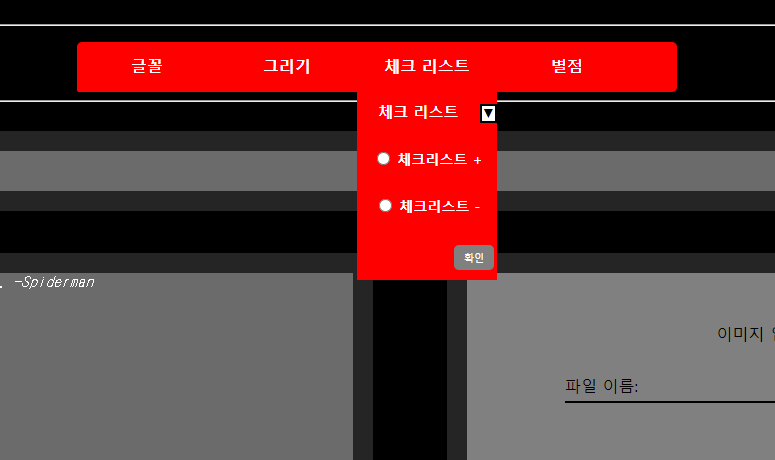 글꼴 그리기 체크 리스트 별점
체크 리스트 ▼
체크리스트 +
체크리스트 -
확인
. -Spiderman
이미지
파일 이름: